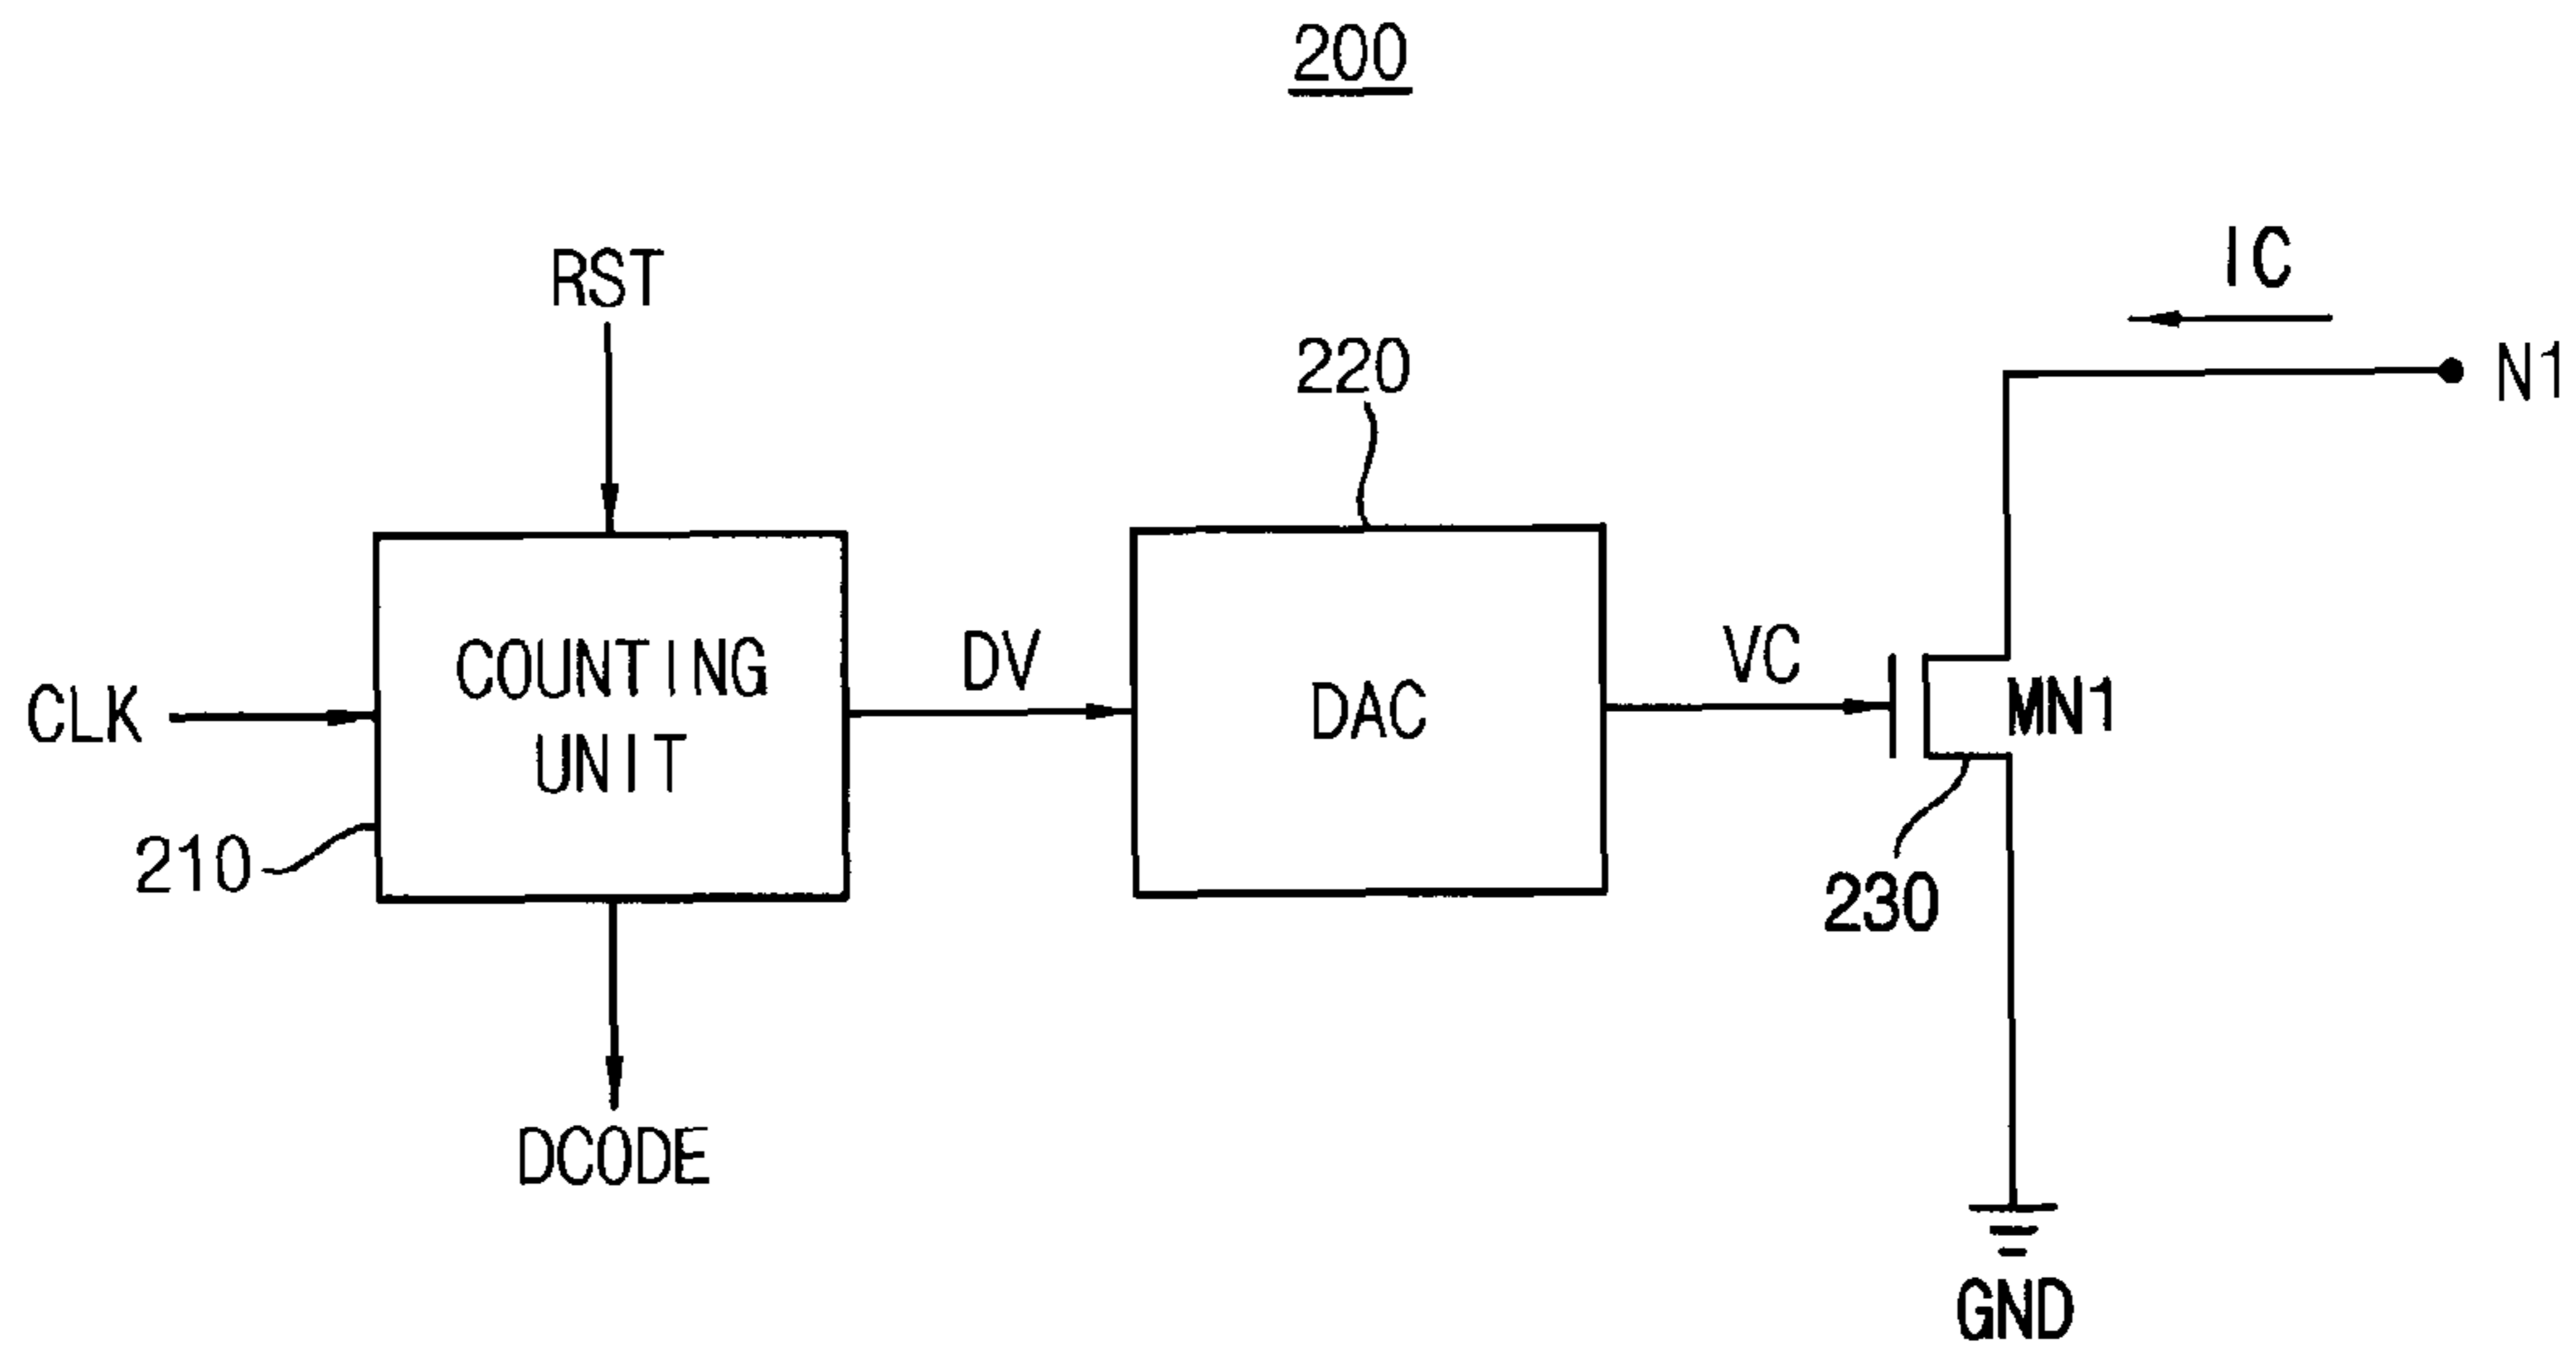 200
RST
IC
220
N1
DV
VC
COUNTING
UNIT
CLK
DAC
MN1
210
230
DCODE
GND